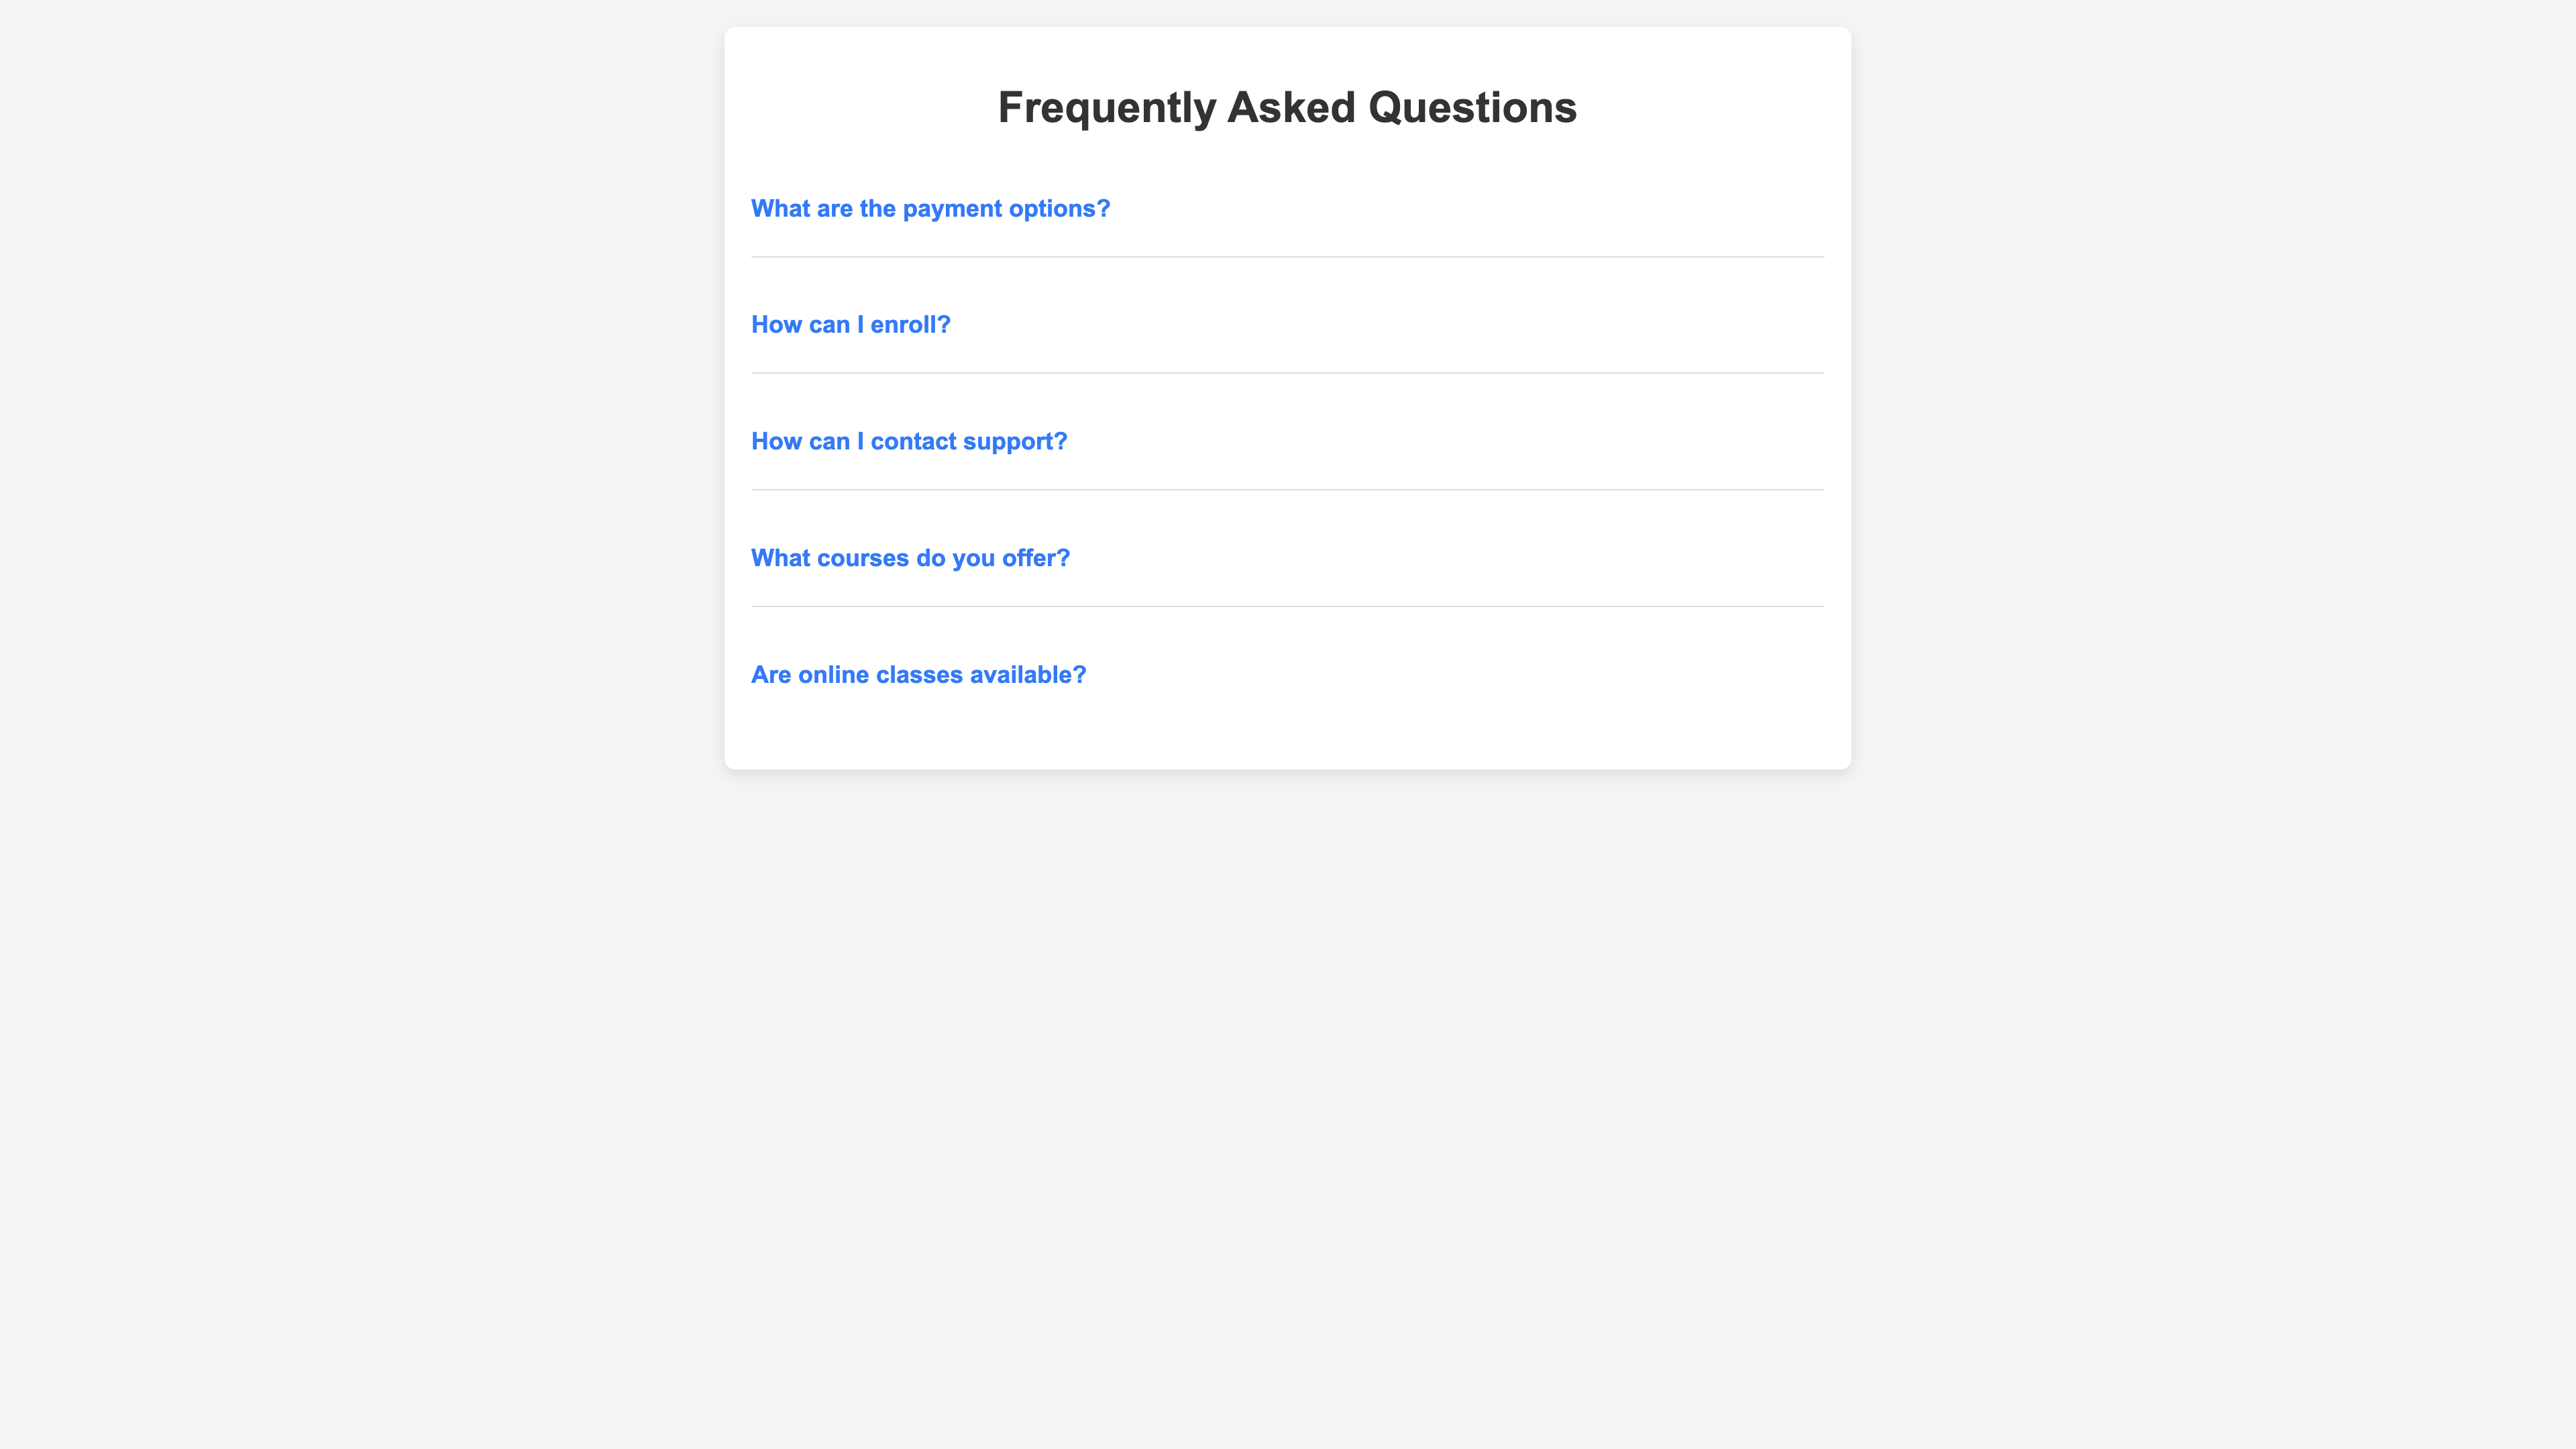 Frequently Asked Questions
What are the payment options?
How can I enroll?
How can I contact support?
What courses do you offer?
Are online classes available?